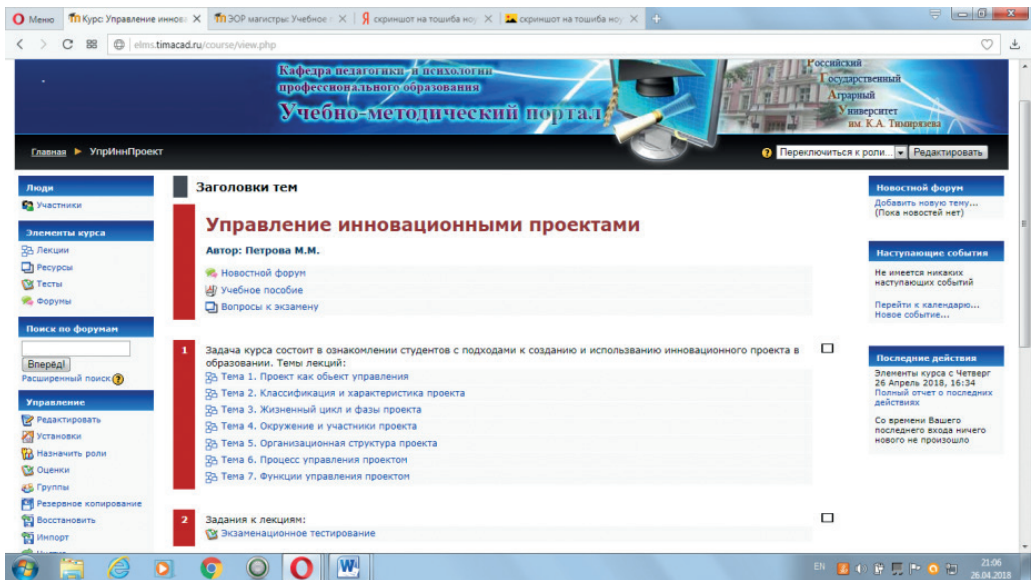 Меню
Курс: Управление иннова
ЭОР магистры: Учебное
скриншот на тошиба ноу
скриншот на тошиба ноу
elms.timacad.ru/course/view.php
Кафедра педагогики и психологии
профессионального образования
Учебно-методический портал
Российский
Государственный
Аграрный
Университет
им. К.А. Тимирязева
Главная ► УпрИннПроект
Переключиться к роли...
Редактировать
Люди
Участники
Элементы курса
Лекции
Ресурсы
Тесты
Форумы
Поиск по форумам
Вперёд!
Расширенный поиск
Управление
Редактировать
Установки
Назначить роли
Оценки
Группы
Резервное копирование
Восстановить
Импорт
Заголовки тем
Управление инновационными проектами
Автор: Петрова М.М.
Новостной форум
Учебное пособие
Вопросы к экзамену
1
Задача курса состоит в ознакомлении студентов с подходами к созданию и использванию инновационного проекта в
образовании. Темы лекций:
Тема 1. Проект как объект управления
Тема 2. Классификация и характеристика проекта
Тема 3. Жизненный цикл и фазы проекта
Тема 4. Окружение и участники проекта
Тема 5. Организационная структура проекта
Тема 6. Процесс управления проектом
Тема 7. Функции управления проектом
2
Задания к лекциям:
Экзаменационное тестирование
Новостной форум
Добавить новую тему...
(Пока новостей нет)
Наступающие события
Не имеется никаких
наступающих событий
Перейти к календарю...
Новое событие...
Последние действия
Элементы курса с Четверг
26 Апрель 2018, 16:34
Полный отчет о последних
действиях
Со времени Вашего
последнего входа ничего
нового не произошло
EN
21:06
26.04.2018